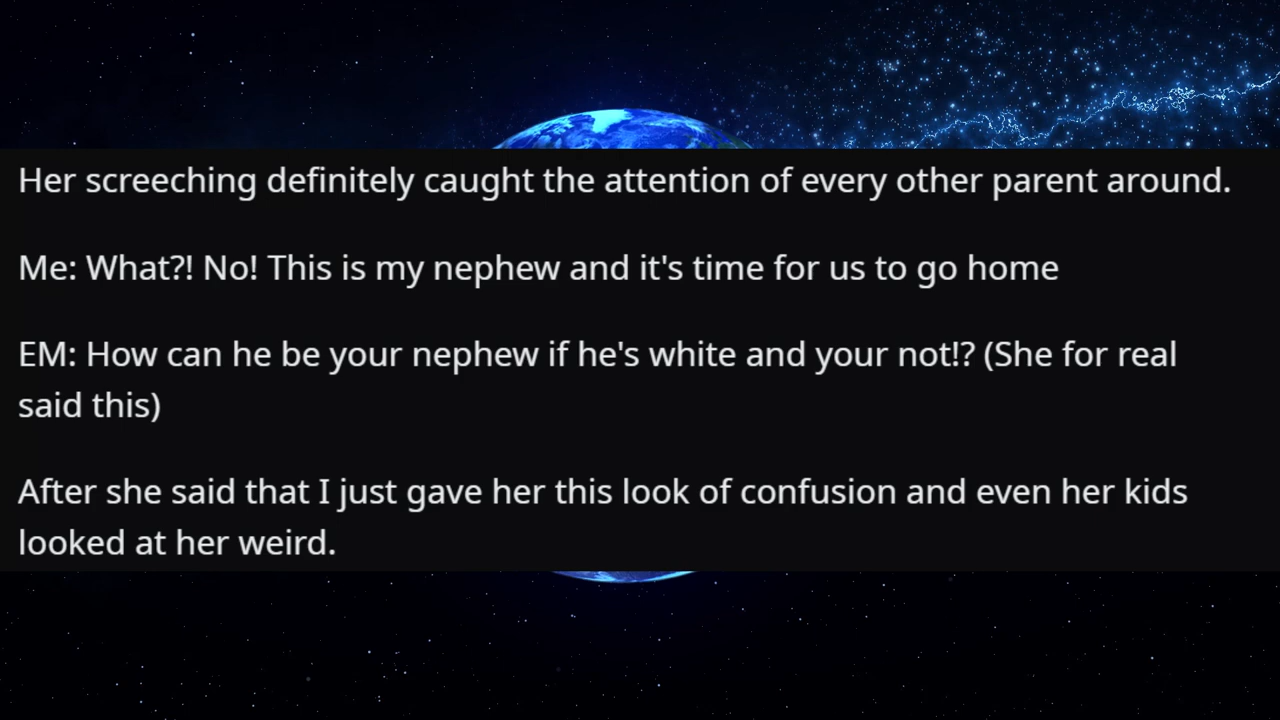 Her screeching definitely caught the attention of every other parent around.
Me: What?! No! This is my nephew and it's time for us to go home
EM: How can he be your nephew if he's white and your not!? (She for real
said this)
After she said that I just gave her this look of confusion and even her kids
looked at her weird.